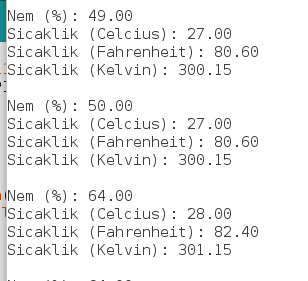 Nem (%): 49.00
Sicaklik (Celcius): 27.00
Sicaklik (Fahrenheit): 80.60
Sicaklik (Kelvin): 300.15
Nem (%): 50.00
Sicaklik (Celcius): 27.00
Sicaklik (Fahrenheit): 80.60
Sicaklik (Kelvin): 300.15
Nem (%): 64.00
Sicaklik (Celcius): 28.00
Sicaklik (Fahrenheit): 82.40
Sicaklik (Kelvin): 301.15